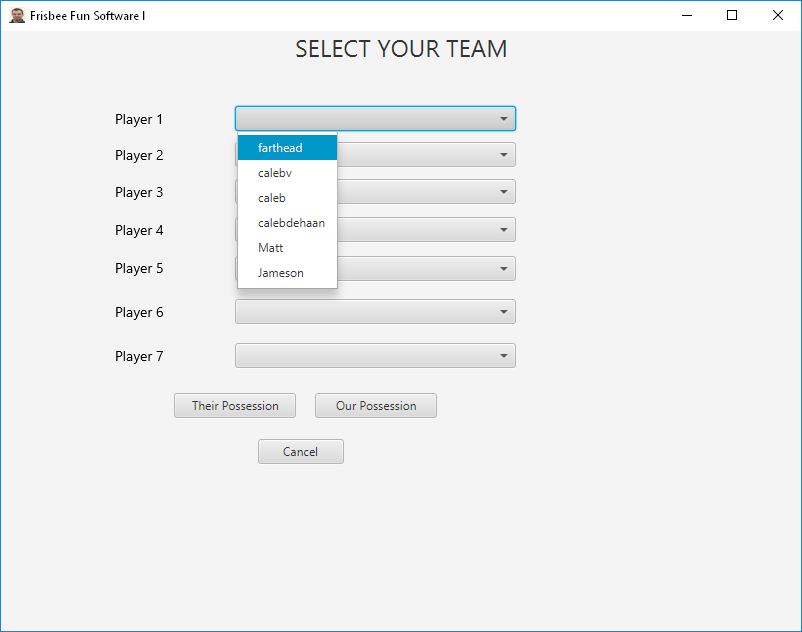 Frisbee Fun Software I
SELECT YOUR TEAM
Player 1
farthead
Player 2
calebv
caleb
Player 3
calebdehaan
Player 4
Matt
Player 5
Jameson
Player 6
Player 7
Their Possession Our Possession
Cancel